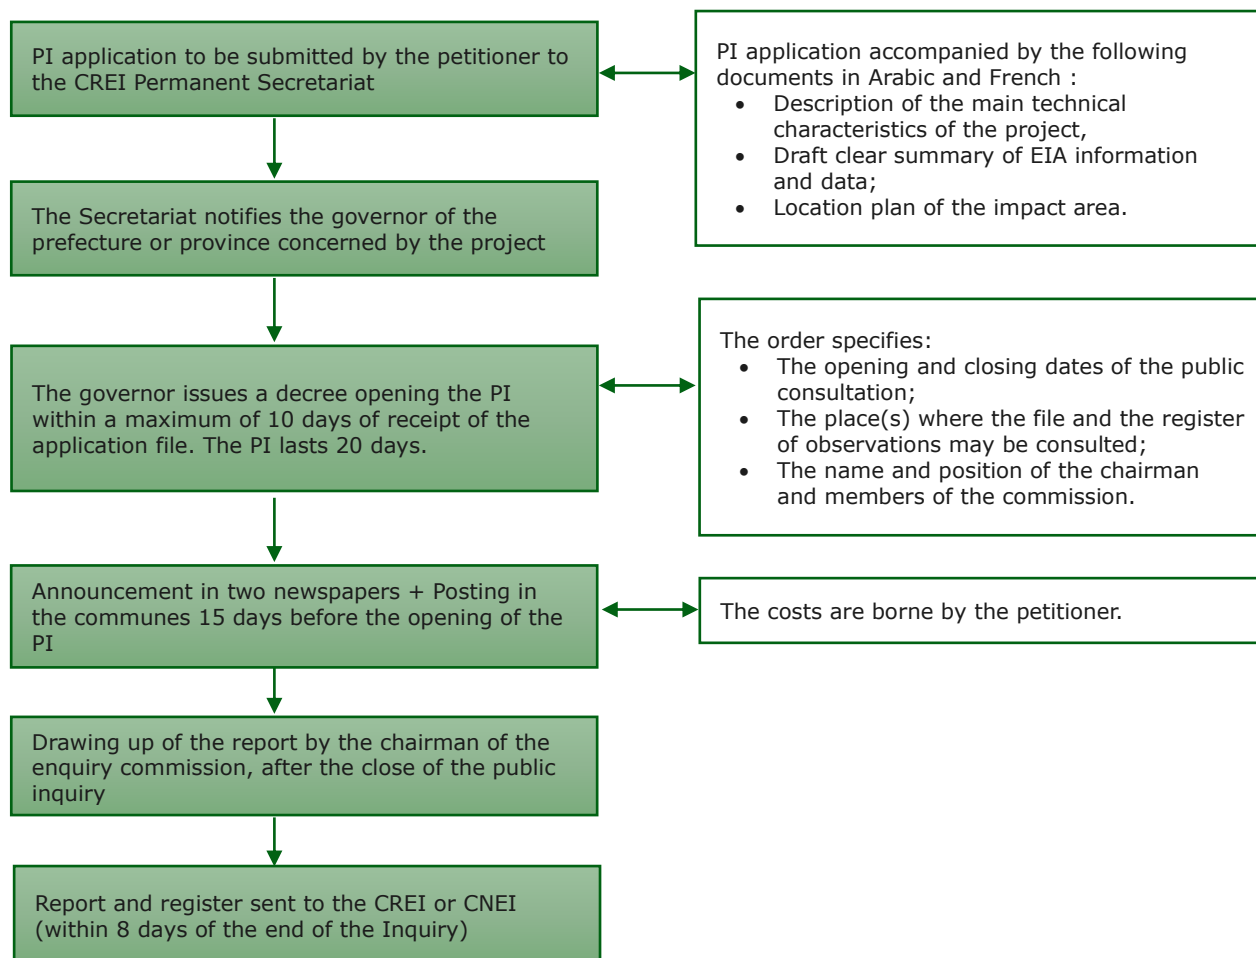 PI application to be submitted by the petitioner to
the CREI Permanent Secretariat
PI application accompanied by the following
documents in Arabic and French :
• Description of the main technical
characteristics of the project,
• Draft clear summary of EIA information
and data;
• Location plan of the impact area.
The Secretariat notifies the governor of the
prefecture or province concerned by the project
The governor issues a decree opening the PI
within a maximum of 10 days of receipt of the
application file. The PI lasts 20 days.
The order specifies:
• The opening and closing dates of the public
consultation;
• The place(s) where the file and the register
of observations may be consulted;
• The name and position of the chairman
and members of the commission.
Announcement in two newspapers + Posting in
the communes 15 days before the opening of the
PI
The costs are borne by the petitioner.
Drawing up of the report by the chairman of the
enquiry commission, after the close of the public
inquiry
Report and register sent to the CREI or CNEI
(within 8 days of the end of the Inquiry)